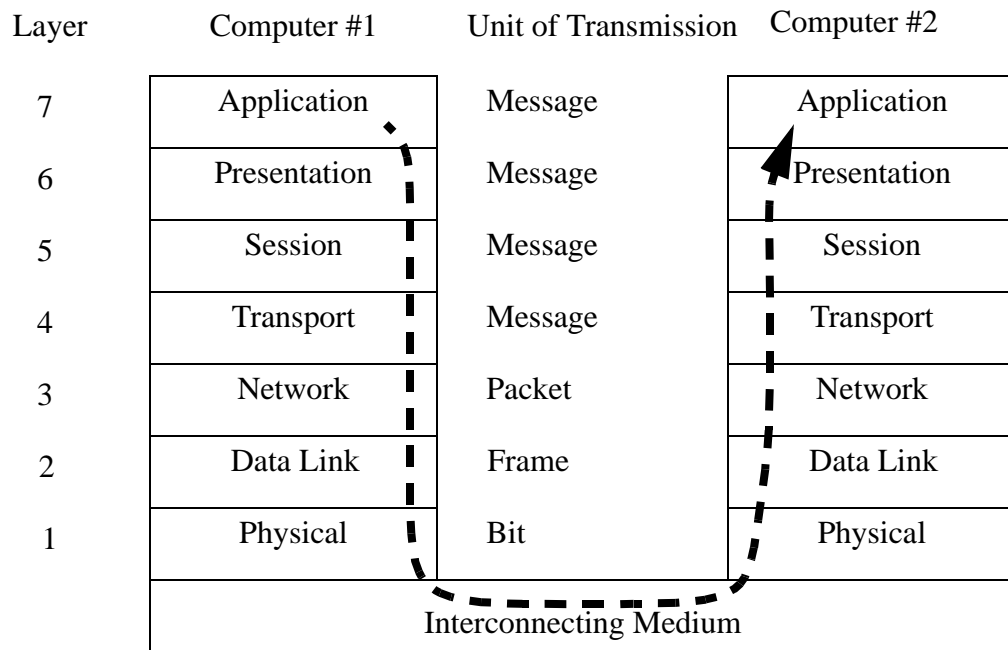 Layer Computer #1 Unit of Transmission Computer #2
7 Application Message Application
6 Presentation Message Presentation
5 Session Message Session
4 Transport Message Transport
3 Network Packet Network
2 Data Link Frame Data Link
1 Physical Bit Physical
Interconnecting Medium